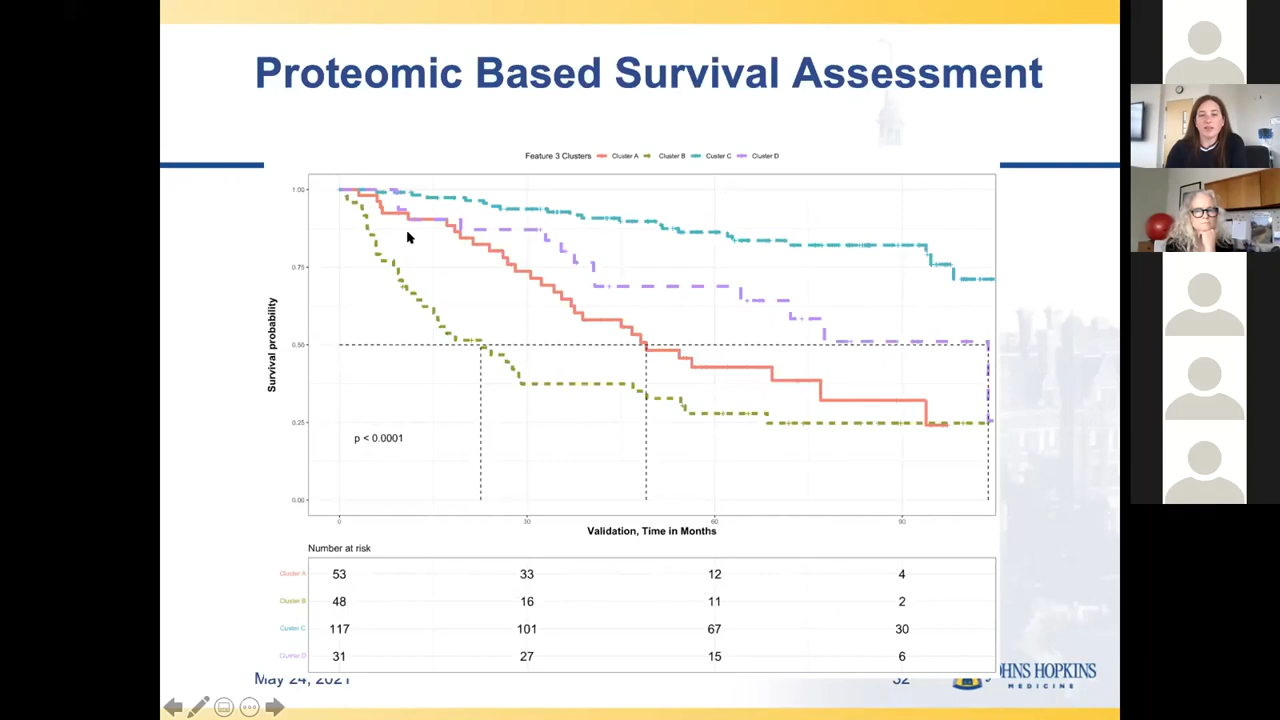 Proteomic Based Survival Assessment
Feature 3 Clusters Cluster A Cluster B Cluster C Cluster D
1.00
0.75
0.50
0.25
0.00
Survival probability
p < 0.0001
0 30 60 90
Validation, Time in Months
Number at risk
Cluster A 53 33 12 4
Cluster B 48 16 11 2
Cluster C 117 101 67 30
Cluster D 31 27 15 6
May 24, 2021 32
JOHNS HOPKINS
MEDICINE